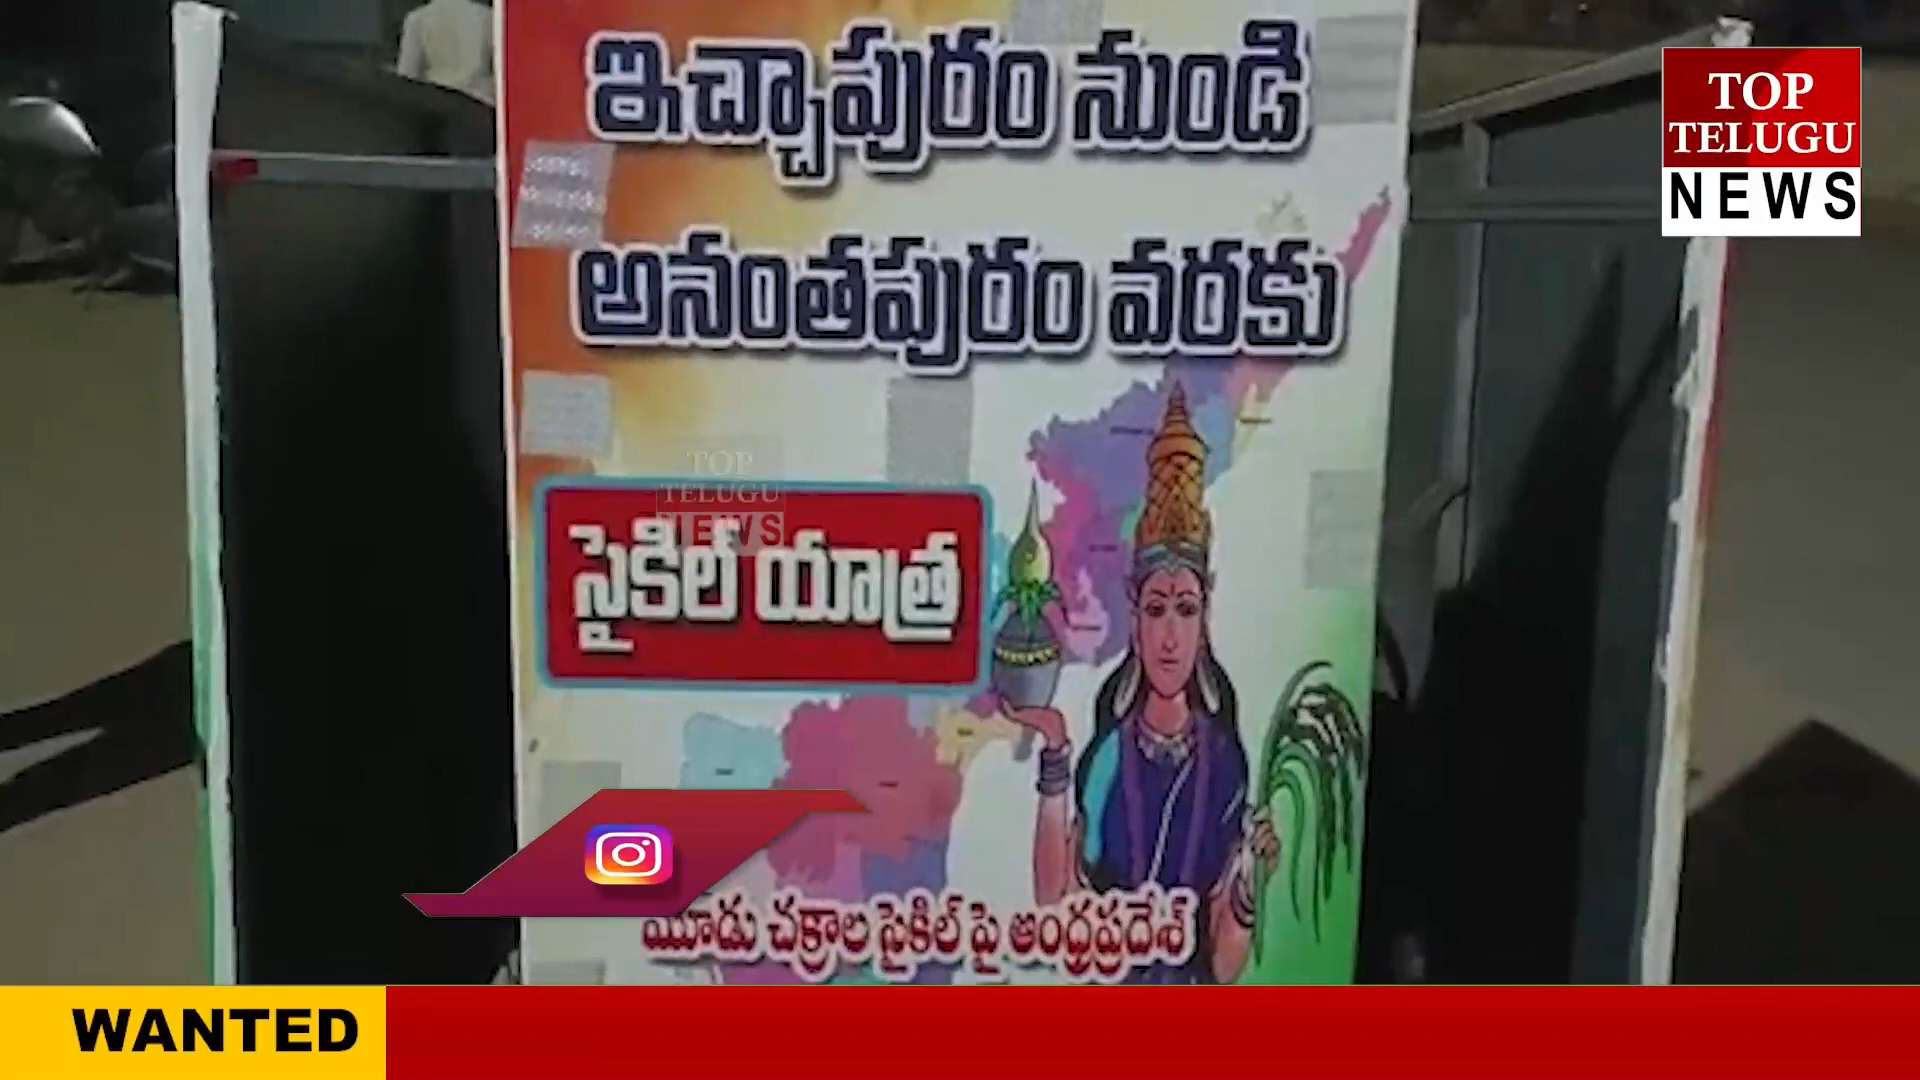 ఇచ్చాపురం నుండి
అనంతపురం వరకు
సైకిల్ యాత్ర
మూడు చక్రాల సైకిల్ పై ఆంధ్రప్రదేశ్
TOP
TELUGU
NEWS
TOP
TELUGU
NEWS
WANTED